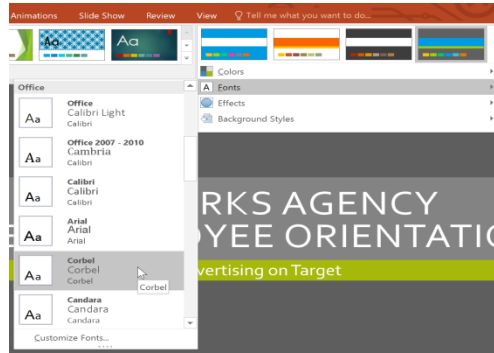 Animations Slide Show Review View Tell me what you want to do...
Aa Aa
Colors
Fonts
Effects
Background Styles
Office
Aa Office
Calibri Light
Calibri
Aa Office 2007 - 2010
Cambria
Calibri
Aa Calibri
Calibri
Calibri
Aa Arial
Arial
Arial
Aa Corbel
Corbel
Corbel
Corbel
Aa Candara
Candara
Candara
Customize Fonts...
RKS AGENCY
YEE ORIENTATIO
vertising on Target